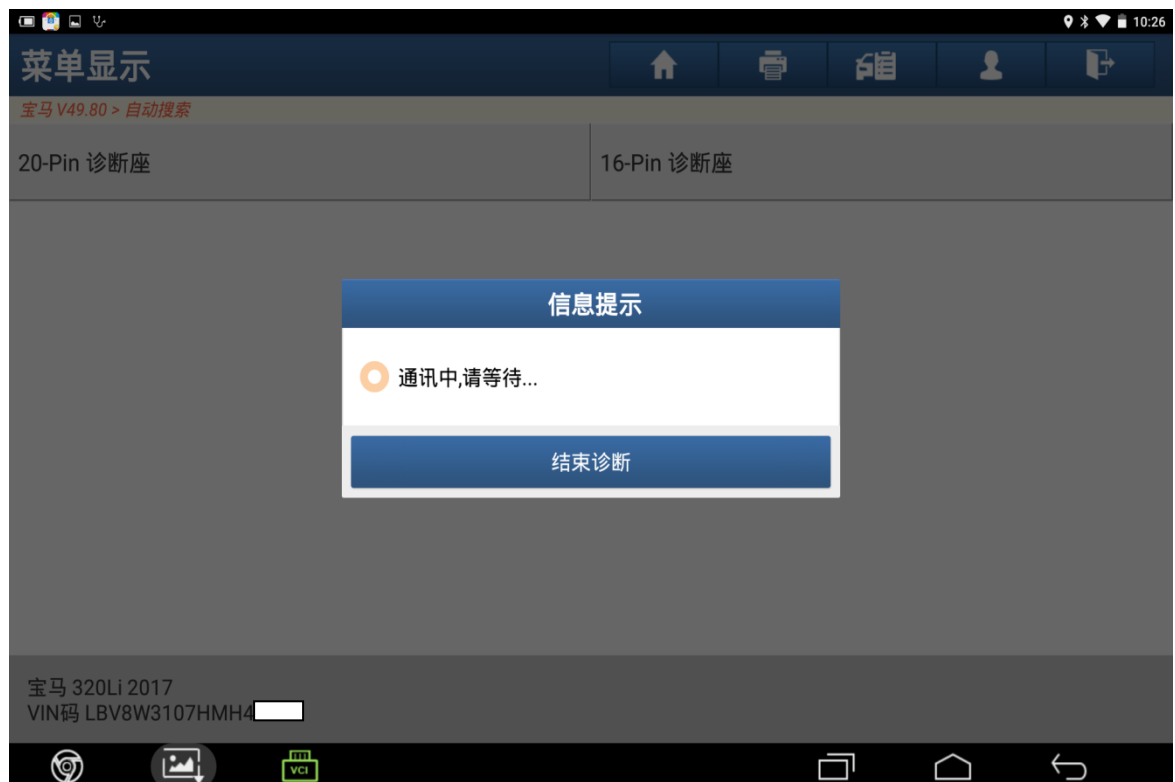 10:26
菜单显示
宝马 V49.80 > 自动搜索
20-Pin 诊断座
16-Pin 诊断座
信息提示
通讯中,请等待...
结束诊断
宝马 320Li 2017
VIN码 LBV8W3107HMH4
VCI